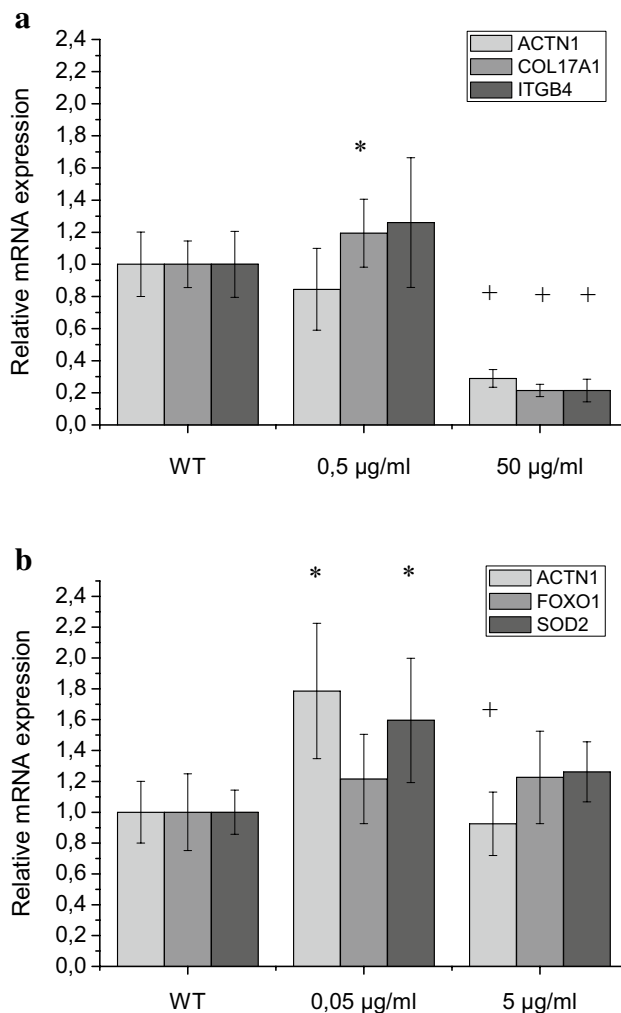 a
2,4
2,2
2,0
1,8
1,6
1,4
1,2
1,0
0,8
0,6
0,4
0,2
0,0
Relative mRNA expression
ACTN1
COL17A1
ITGB4
*
+ + +
WT 0,5 µg/ml 50 µg/ml
b
2,4
2,2
2,0
1,8
1,6
1,4
1,2
1,0
0,8
0,6
0,4
0,2
0,0
Relative mRNA expression
ACTN1
FOXO1
SOD2
* *
+
WT 0,05 µg/ml 5 µg/ml